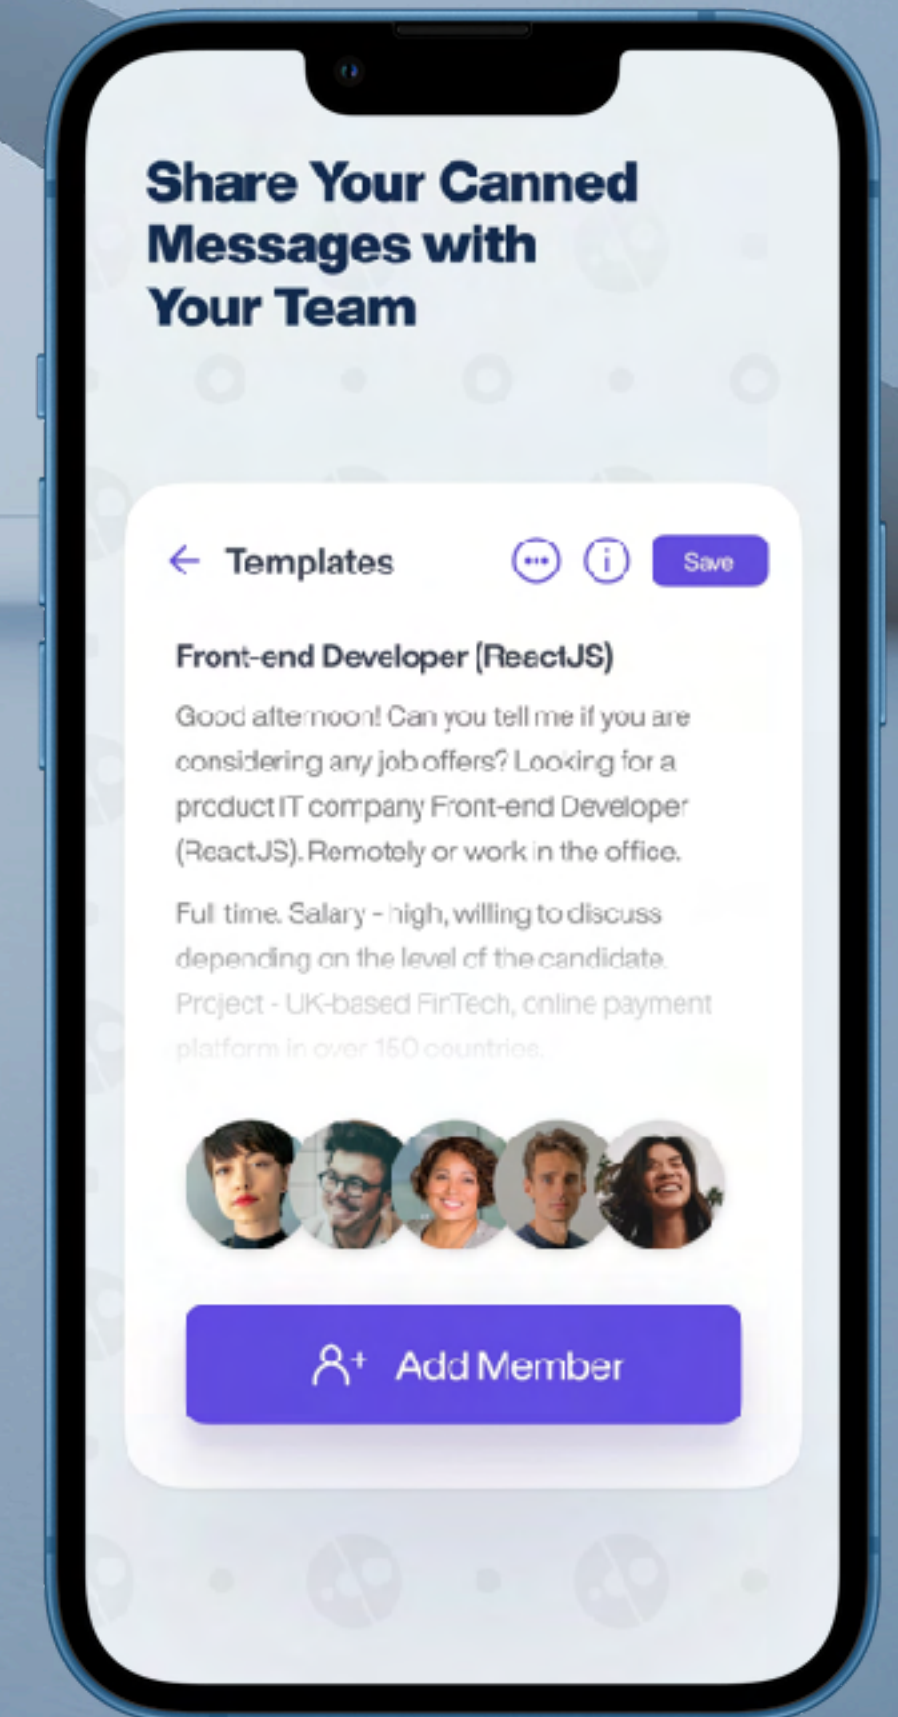 Share Your Canned
Messages with
Your Team
Templates
Save
Front-end Developer (ReactJS)
Good afternoon! Can you tell me if you are
considering any job offers? Looking for a
product IT company Front-end Developer
(ReactJS). Remotely or work in the office.
Full time. Salary - high, willing to discuss
depending on the level of the candidate.
Project - UK-based FinTech, online payment
platform in over 150 countries.
Add Member